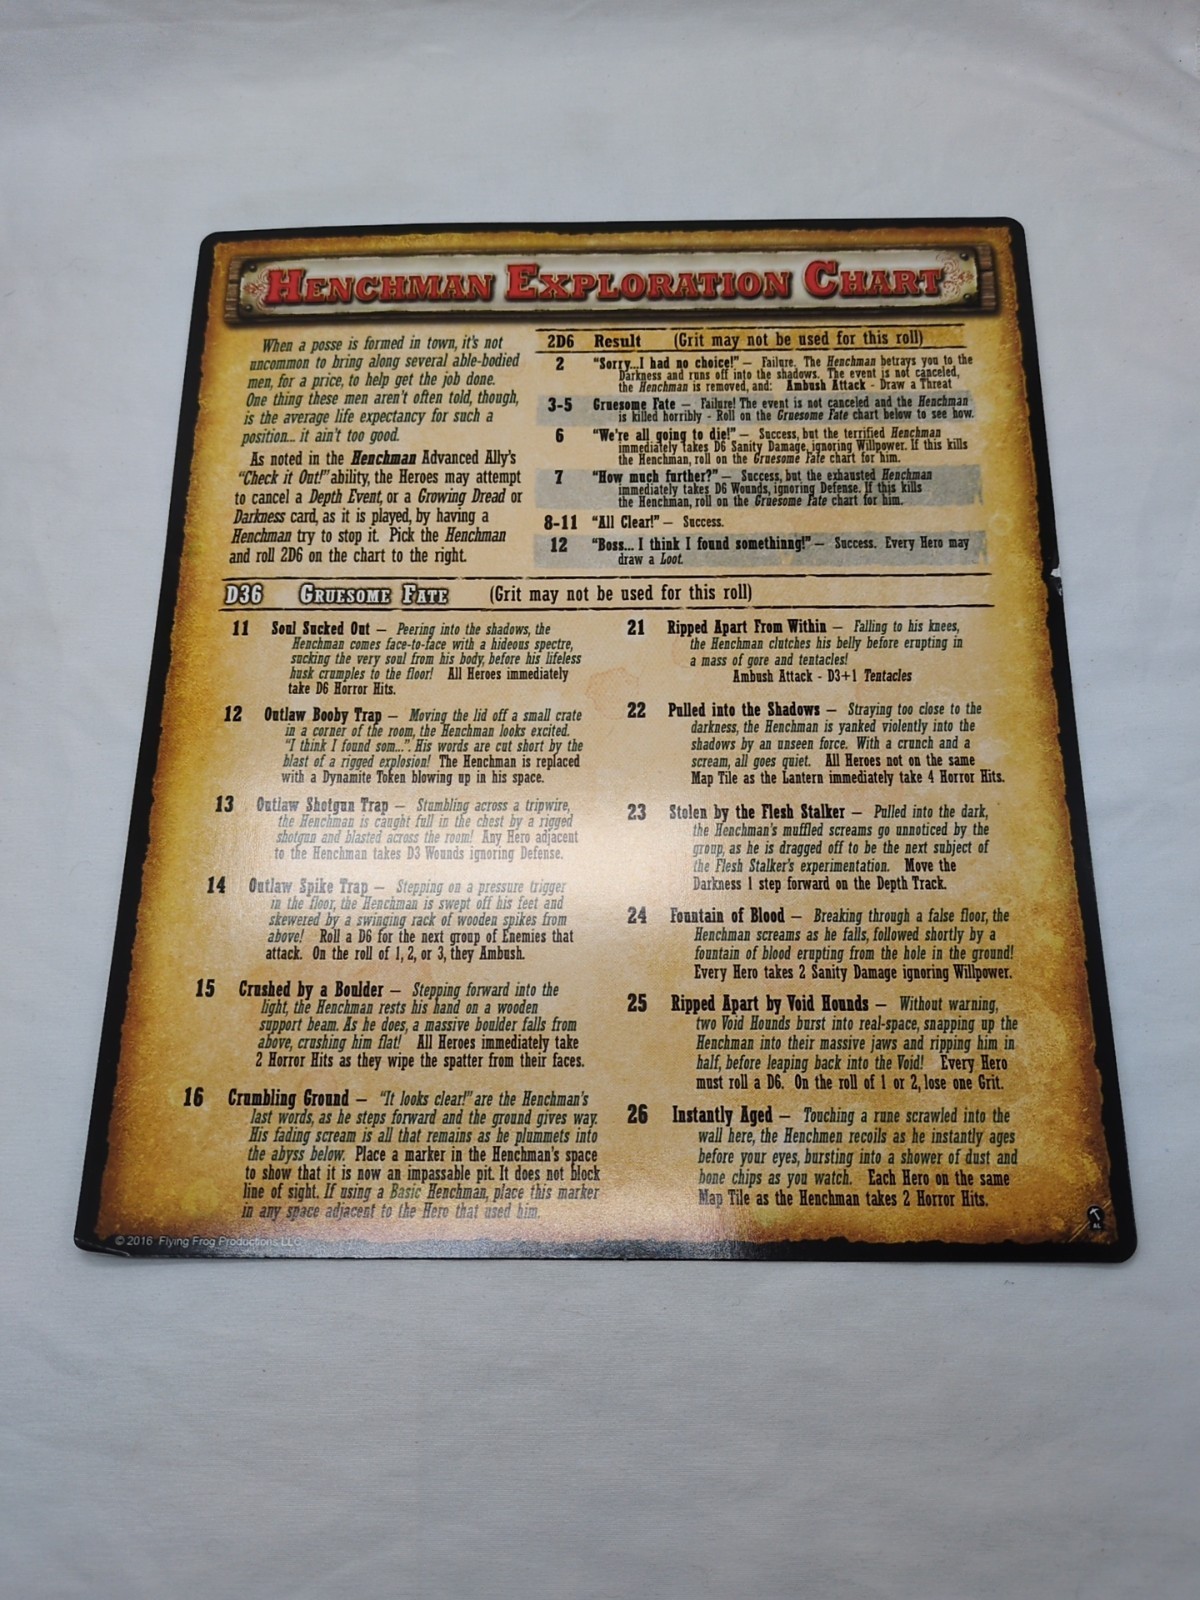 HENCHMAN EXPLORATION CHART
When a posse is formed in town, it's not
uncommon to bring along several able-bodied
men, for a price, to help get the job done.
One thing these men aren't often told, though,
is the average life expectancy for such a
position... it ain't too good.
As noted in the Henchman Advanced Ally's
"Check it Out!" ability, the Heroes may attempt
to cancel a Depth Event, or a Growing Dread or
Darkness card, as it is played, by having a
Henchman try to stop it. Pick the Henchman
and roll 2D6 on the chart to the right.
2D6 Result (Grit may not be used for this roll)
2 "Sorry...I had no choice!" — Failure. The Henchman betrays you to the
Darkness and runs off into the shadows. The event is not canceled,
the Henchman is removed, and: Ambush Attack - Draw a Threat
3-5 Gruesome Fate — Failure! The event is not canceled and the Henchman
is killed horribly - Roll on the Gruesome Fate chart below to see how.
6 "We're all going to die!" — Success, but the terrified Henchman
immediately takes D6 Sanity Damage, ignoring Willpower. If this kills
the Henchman, roll on the Gruesome Fate chart for him.
7 "How much further?" — Success, but the exhausted Henchman
immediately takes D6 Wounds, ignoring Defense. If this kills
the Henchman, roll on the Gruesome Fate chart for him.
8-11 "All Clear!" — Success.
12 "Boss... I think I found somethinng!" — Success. Every Hero may
draw a Loot.
D36 GRUESOME FATE (Grit may not be used for this roll)
11 Soul Sucked Out — Peering into the shadows, the
Henchman comes face-to-face with a hideous spectre,
sucking the very soul from his body, before his lifeless
husk crumples to the floor! All Heroes immediately
take D6 Horror Hits.
12 Outlaw Booby Trap — Moving the lid off a small crate
in a corner of the room, the Henchman looks excited.
"I think I found som...". His words are cut short by the
blast of a rigged explosion! The Henchman is replaced
with a Dynamite Token blowing up in his space.
13 Outlaw Shotgun Trap — Stumbling across a tripwire,
the Henchman is caught full in the chest by a rigged
shotgun and blasted across the room! Any Hero adjacent
to the Henchman takes D3 Wounds ignoring Defense.
14 Outlaw Spike Trap — Stepping on a pressure trigger
in the floor, the Henchman is swept off his feet and
skewered by a swinging rack of wooden spikes from
above! Roll a D6 for the next group of Enemies that
attack. On the roll of 1, 2, or 3, they Ambush.
15 Crushed by a Boulder — Stepping forward into the
light, the Henchman rests his hand on a wooden
support beam. As he does, a massive boulder falls from
above, crushing him flat! All Heroes immediately take
2 Horror Hits as they wipe the spatter from their faces.
16 Crumbling Ground — "It looks clear!" are the Henchman's
last words, as he steps forward and the ground gives way.
His fading scream is all that remains as he plummets into
the abyss below. Place a marker in the Henchman's space
to show that it is now an impassable pit. It does not block
line of sight. If using a Basic Henchman, place this marker
in any space adjacent to the Hero that used him.
21 Ripped Apart From Within — Falling to his knees,
the Henchman clutches his belly before erupting in
a mass of gore and tentacles!
Ambush Attack - D3+1 Tentacles
22 Pulled into the Shadows — Straying too close to the
darkness, the Henchman is yanked violently into the
shadows by an unseen force. With a crunch and a
scream, all goes quiet. All Heroes not on the same
Map Tile as the Lantern immediately take 4 Horror Hits.
23 Stolen by the Flesh Stalker — Pulled into the dark,
the Henchman's muffled screams go unnoticed by the
group, as he is dragged off to be the next subject of
the Flesh Stalker's experimentation. Move the
Darkness 1 step forward on the Depth Track.
24 Fountain of Blood — Breaking through a false floor, the
Henchman screams as he falls, followed shortly by a
fountain of blood erupting from the hole in the ground!
Every Hero takes 2 Sanity Damage ignoring Willpower.
25 Ripped Apart by Void Hounds — Without warning,
two Void Hounds burst into real-space, snapping up the
Henchman into their massive jaws and ripping him in
half, before leaping back into the Void! Every Hero
must roll a D6. On the roll of 1 or 2, lose one Grit.
26 Instantly Aged — Touching a rune scrawled into the
wall here, the Henchmen recoils as he instantly ages
before your eyes, bursting into a shower of dust and
bone chips as you watch. Each Hero on the same
Map Tile as the Henchman takes 2 Horror Hits.
© 2016 Flying Frog Productions LLC
AL